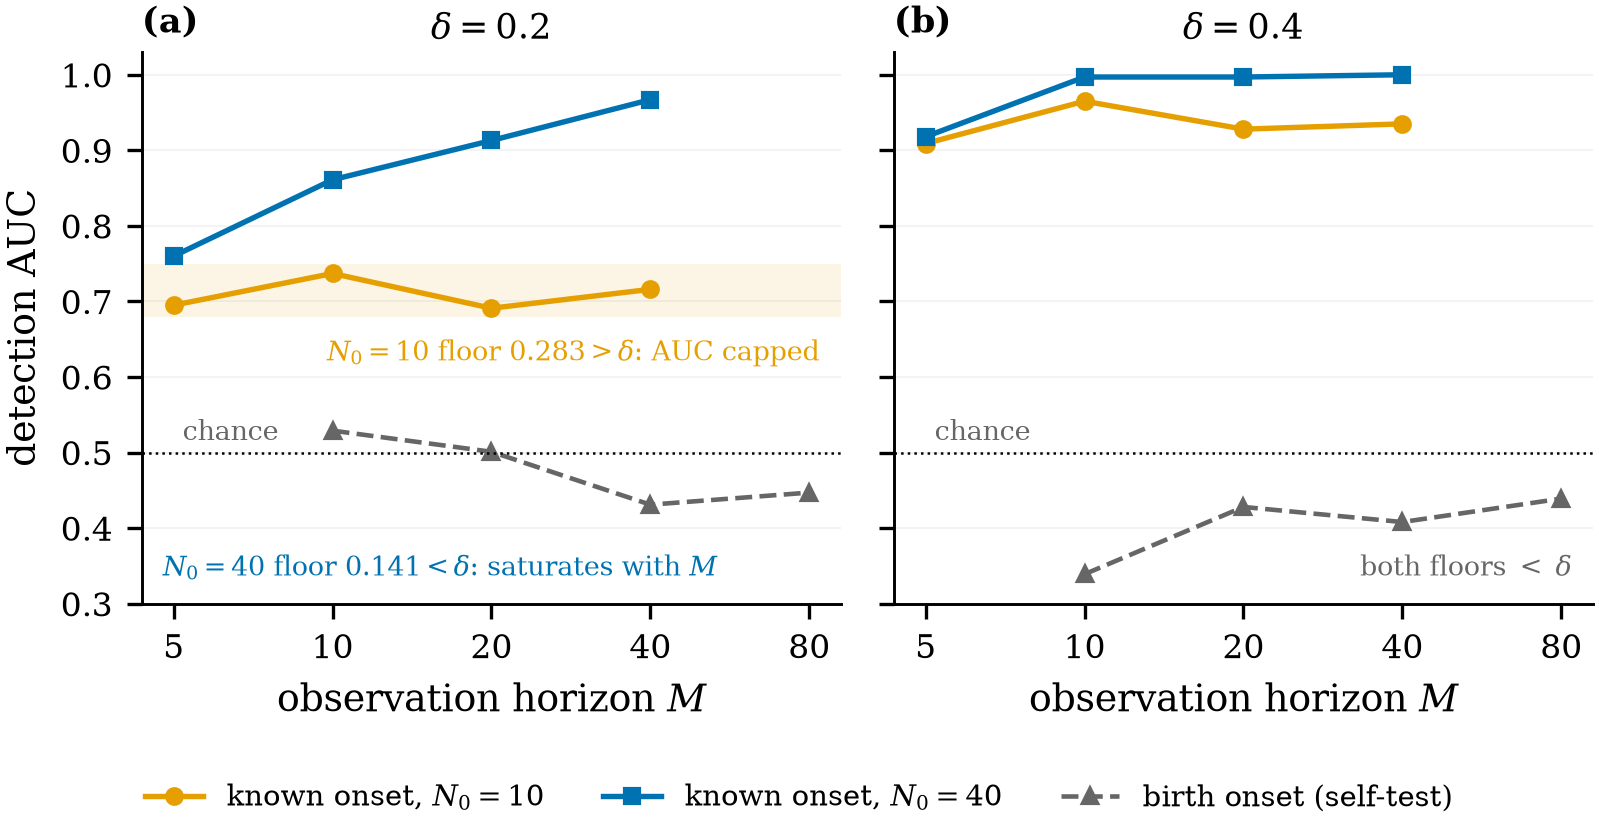 (a)
δ = 0.2
(b)
δ = 0.4
detection AUC
1.0
0.9
0.8
0.7
0.6
0.5
0.4
0.3
N₀ = 10 floor 0.283 > δ: AUC capped
chance
N₀ = 40 floor 0.141 < δ: saturates with M
chance
both floors < δ
5 10 20 40 80
5 10 20 40 80
observation horizon M
observation horizon M
known onset, N₀ = 10
known onset, N₀ = 40
birth onset (self-test)